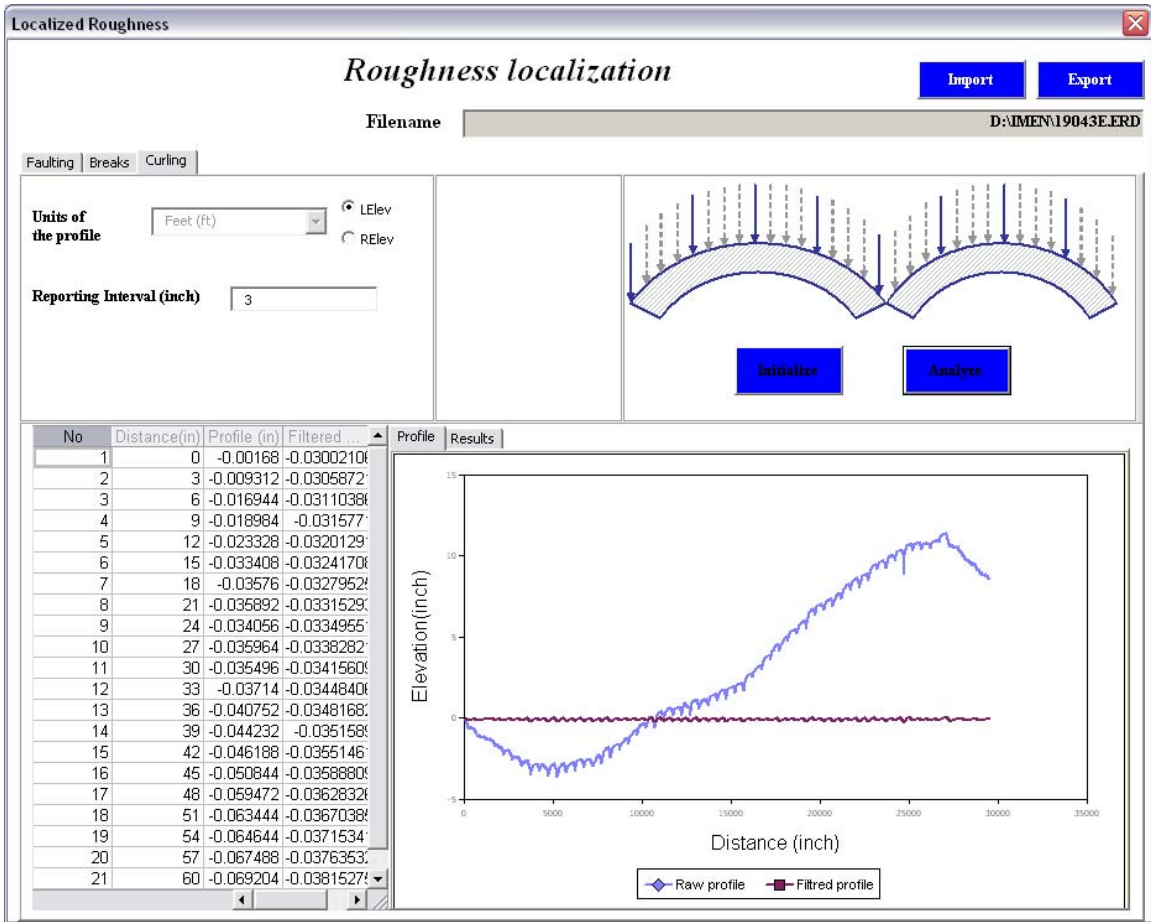 Localized Roughness
Roughness localization
Import
Export
Filename
D:\IMEN\19043E.ERD
Faulting
Breaks
Curling
Units of
the profile
Feet (ft)
LElev
RElev
Reporting Interval (inch)
3
Initialize
Analyze
No Distance(in) Profile (in) Filtered ...
1 0 -0.00168 -0.0300210
2 3 -0.009312 -0.0305872
3 6 -0.016944 -0.0311038
4 9 -0.018984 -0.031577
5 12 -0.023328 -0.0320129
6 15 -0.033408 -0.0324170
7 18 -0.03576 -0.0327952
8 21 -0.035892 -0.0331529
9 24 -0.034056 -0.0334955
10 27 -0.035964 -0.0338282
11 30 -0.035496 -0.0341560
12 33 -0.03714 -0.0344840
13 36 -0.040752 -0.0348168
14 39 -0.044232 -0.035158
15 42 -0.046188 -0.0355146
16 45 -0.050844 -0.0358880
17 48 -0.059472 -0.0362832
18 51 -0.063444 -0.0367038
19 54 -0.064644 -0.0371534
20 57 -0.067488 -0.0376353
21 60 -0.069204 -0.0381527
Profile
Results
15
10
5
0
-5
Elevation(inch)
0 5000 10000 15000 20000 25000 30000 35000
Distance (inch)
Raw profile
Filtred profile